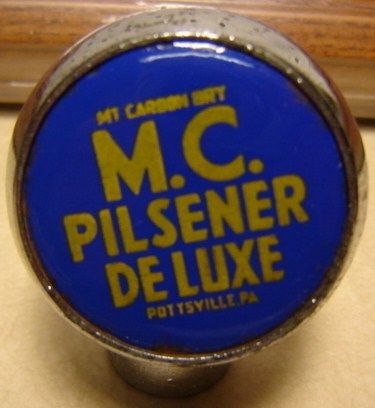 MT CARBON BRY
M.C.
PILSENER
DE LUXE
POTTSVILLE, PA